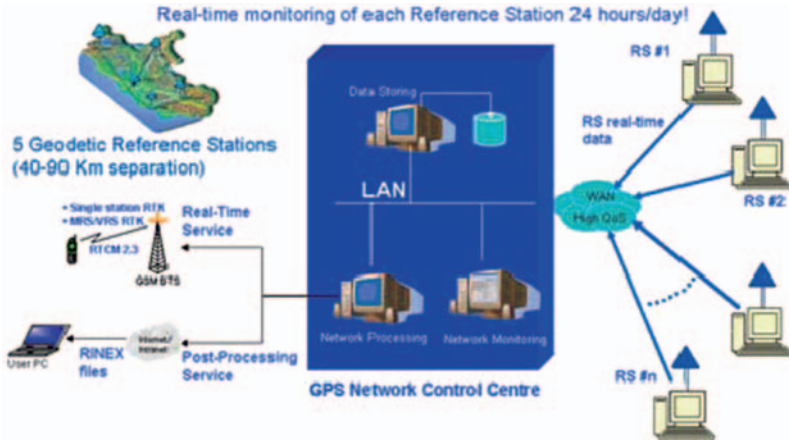 Real-time monitoring of each Reference Station 24 hours/day!
5 Geodetic Reference Stations
(40-90 Km separation)
+ Single station RTK
+ MRS/VRS RTK
RTCM 2.3
GSM BTS
Real-Time
Service
User PC
RINEX
files
Internet/
Intranet
Post-Processing
Service
Data Storing
LAN
Network Processing
Network Monitoring
GPS Network Control Centre
RS #1
RS real-time
data
WAN
High QoS
RS #2
RS #n